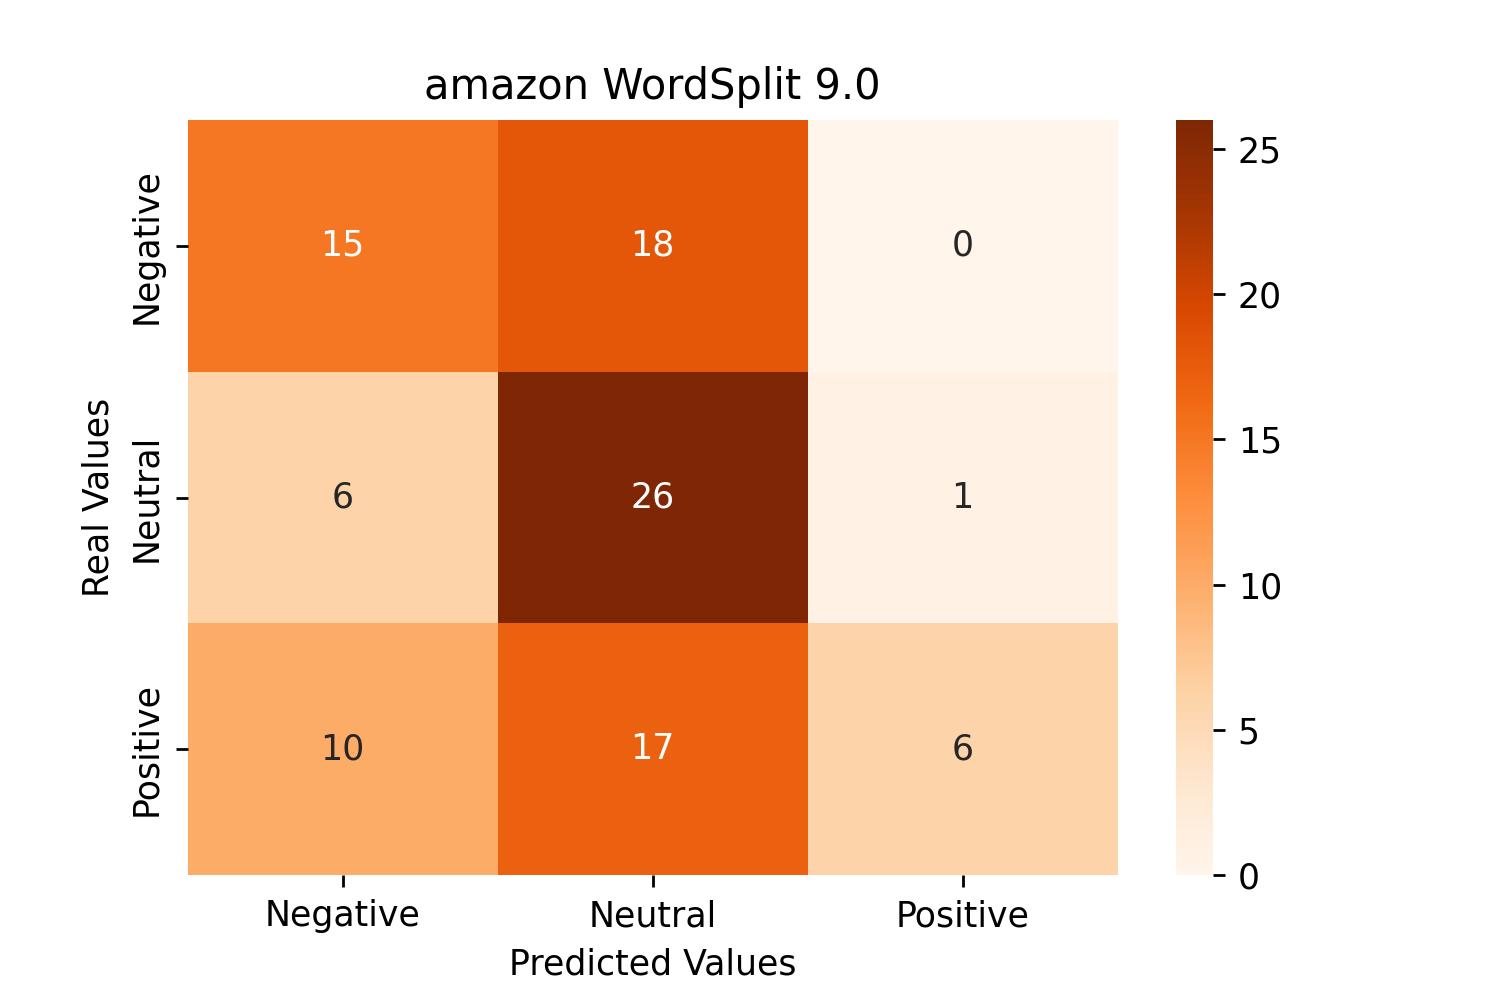 amazon WordSplit 9.0
Real Values
Negative
15
18
0
Neutral
6
26
1
Positive
10
17
6
Negative
Neutral
Positive
Predicted Values
25
20
15
10
5
0